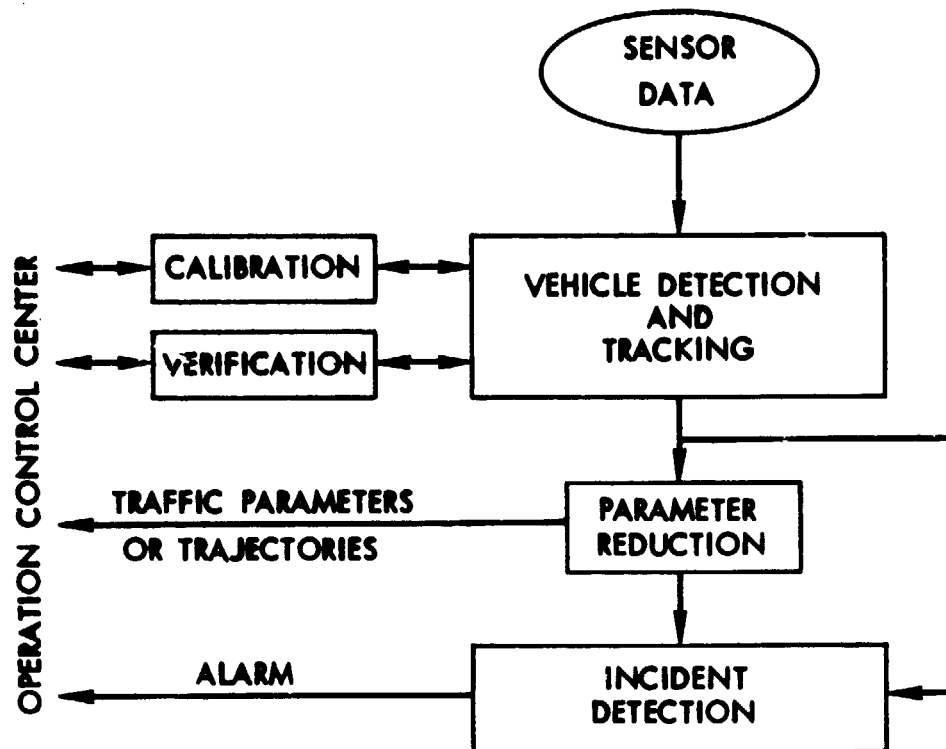 SENSOR
DATA
OPERATION CONTROL CENTER
CALIBRATION
VEHICLE DETECTION
AND
TRACKING
VERIFICATION
TRAFFIC PARAMETERS
OR TRAJECTORIES
PARAMETER
REDUCTION
ALARM
INCIDENT
DETECTION